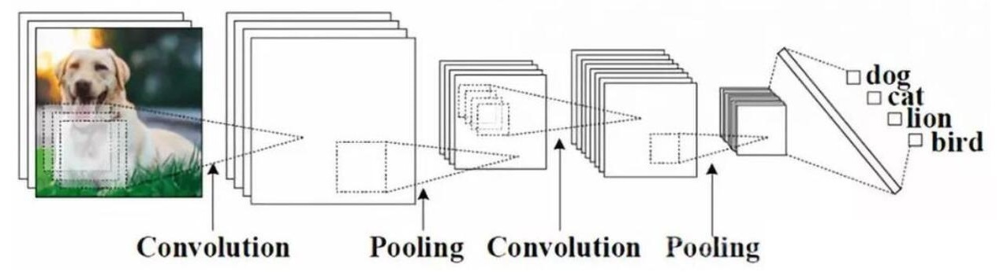 dog
cat
lion
bird
Convolution
Pooling
Convolution
Pooling